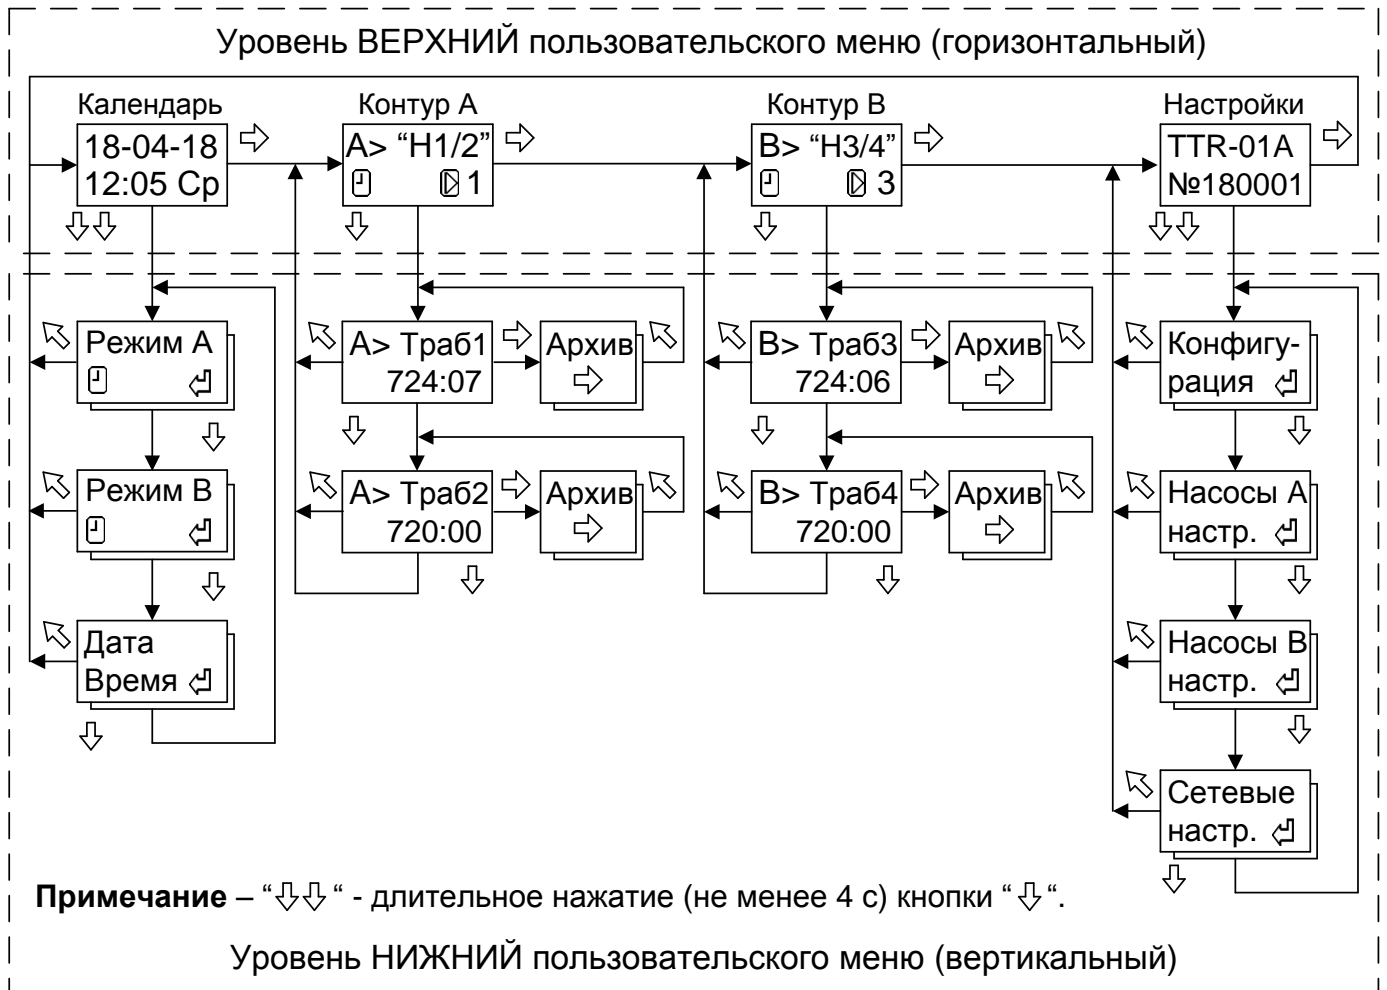 Уровень ВЕРХНИЙ пользовательского меню (горизонтальный)
Календарь
18-04-18
12:05 Ср
Контур А
А> “Н1/2”
1
Контур В
В> “Н3/4”
3
Настройки
TTR-01A
№180001
Режим А
Режим В
Дата
Время
А> Траб1
724:07
Архив
А> Траб2
720:00
Архив
В> Траб3
724:06
Архив
В> Траб4
720:00
Архив
Конфигу-
рация
Насосы А
настр.
Насосы В
настр.
Сетевые
настр.
Примечание – “⇩⇩“ - длительное нажатие (не менее 4 с) кнопки “⇩“.
Уровень НИЖНИЙ пользовательского меню (вертикальный)